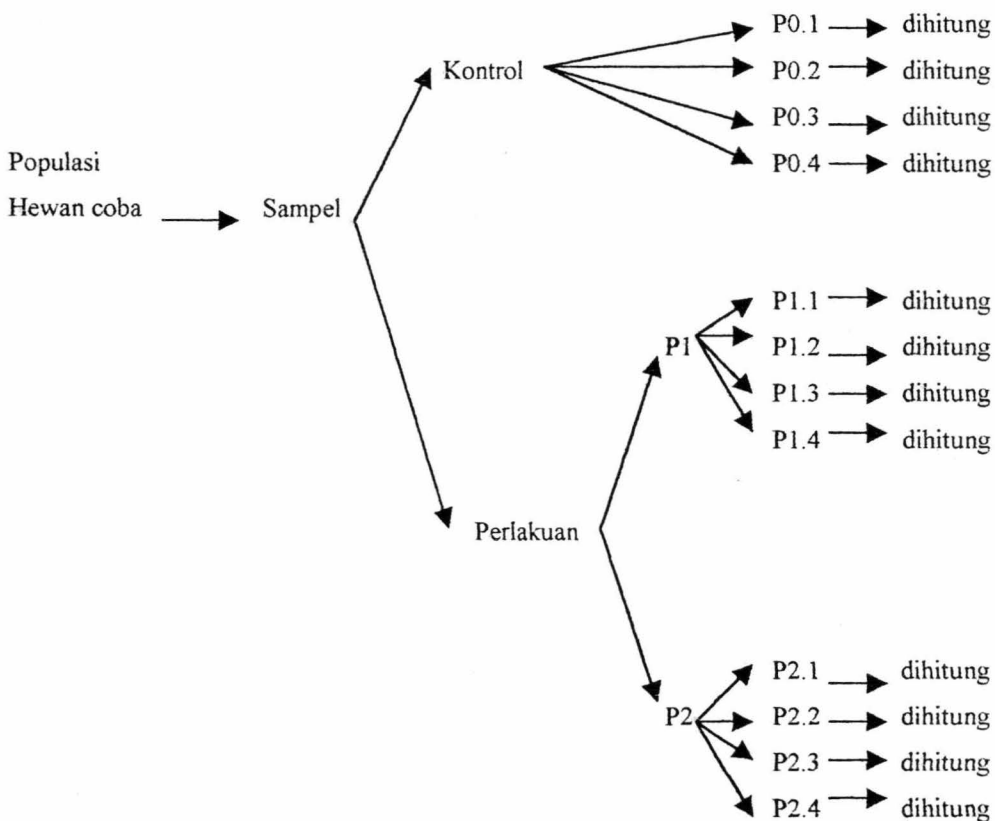 Populasi
Hewan coba
Sampel
Kontrol
P0.1 dihitung
P0.2 dihitung
P0.3 dihitung
P0.4 dihitung
Perlakuan
P1
P1.1 dihitung
P1.2 dihitung
P1.3 dihitung
P1.4 dihitung
P2
P2.1 dihitung
P2.2 dihitung
P2.3 dihitung
P2.4 dihitung